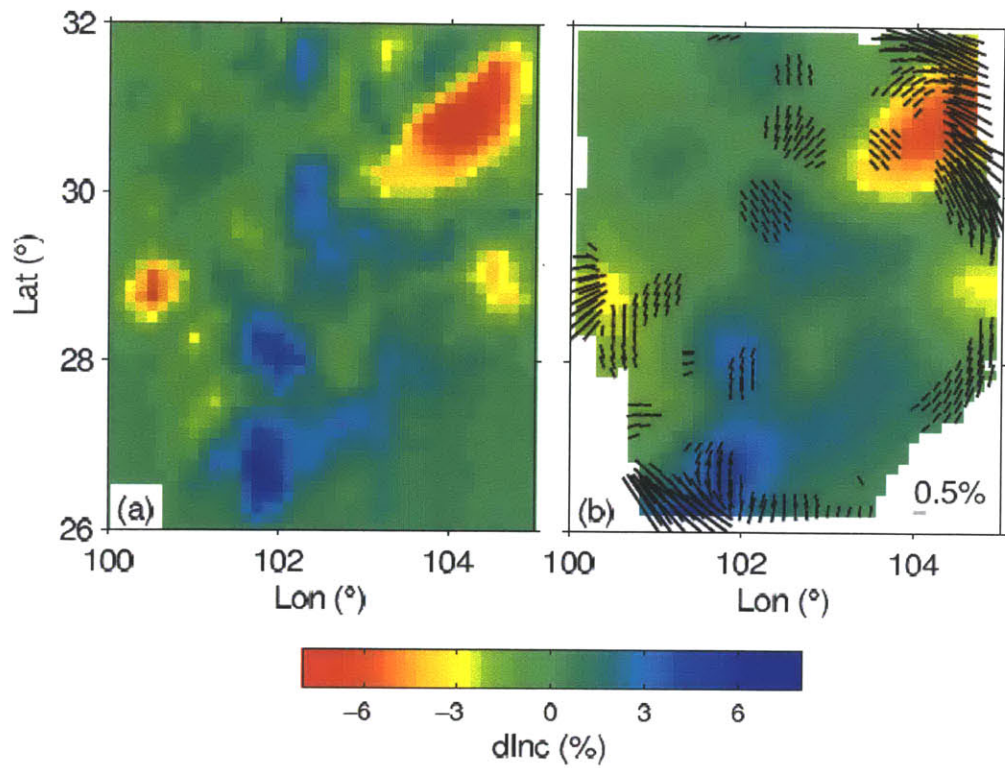 32
30
28
26
Lat (°)
(a)
100 102 104
Lon (°)
(b)
0.5%
100 102 104
Lon (°)
−6 −3 0 3 6
dInc (%)